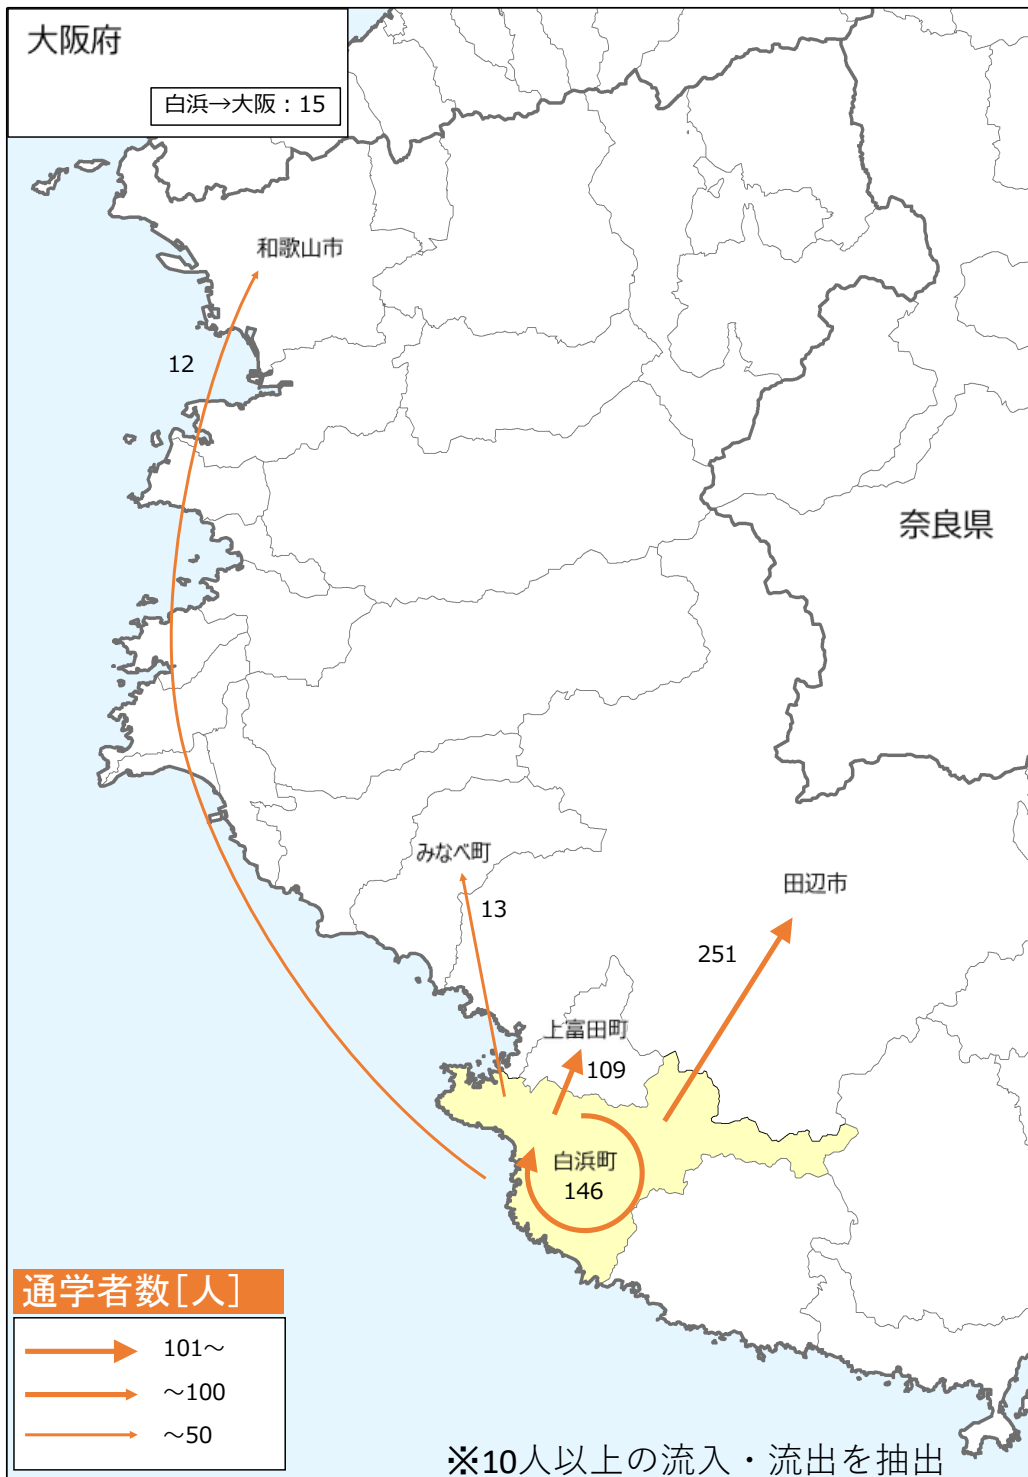 大阪府
白浜→大阪：15
和歌山市
12
奈良県
みなべ町
13
田辺市
251
上富田町
109
白浜町
146
通学者数[人]
101～
～100
～50
※10人以上の流入・流出を抽出